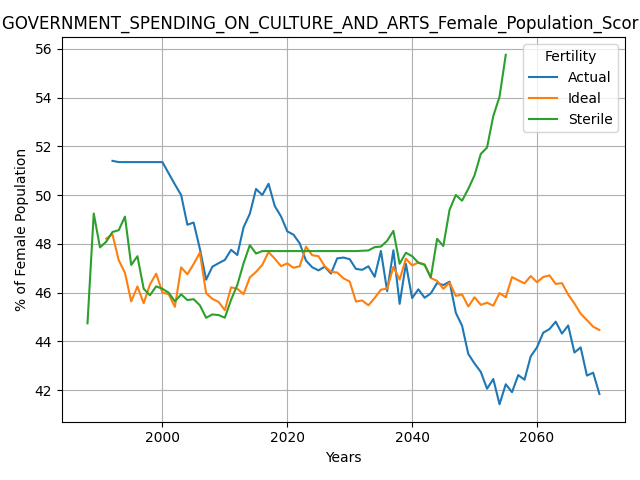 GOVERNMENT_SPENDING_ON_CULTURE_AND_ARTS_Female_Population_Scor
Fertility
Actual
Ideal
Sterile
% of Female Population
56
54
52
50
48
46
44
42
2000
2020
2040
2060
Years